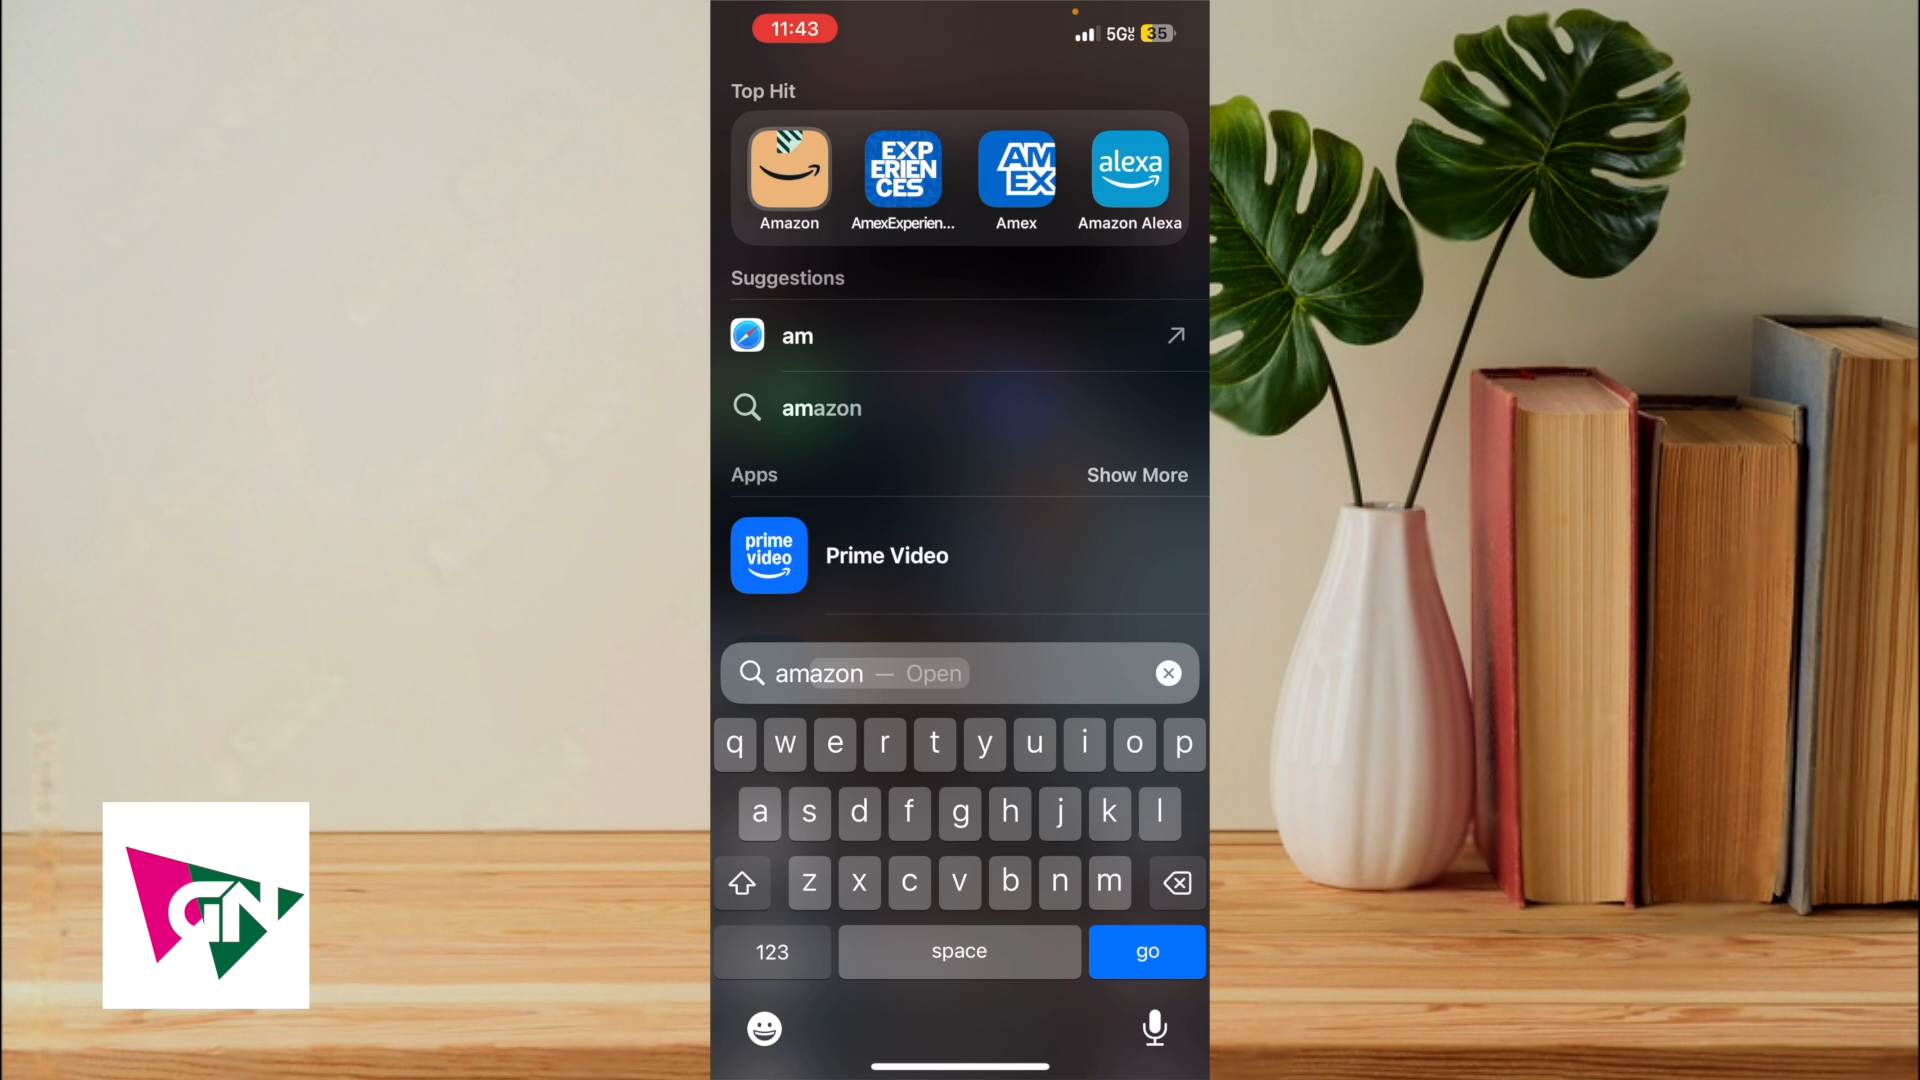 11:43
5G 35
Top Hit
EXP
ERIEN
CES
AM
EX
alexa
Amazon
AmexExperien...
Amex
Amazon Alexa
Suggestions
am
amazon
Apps
Show More
prime
video
Prime Video
amazon — Open
q w e r t y u i o p
a s d f g h j k l
z x c v b n m
123
space
go
GN